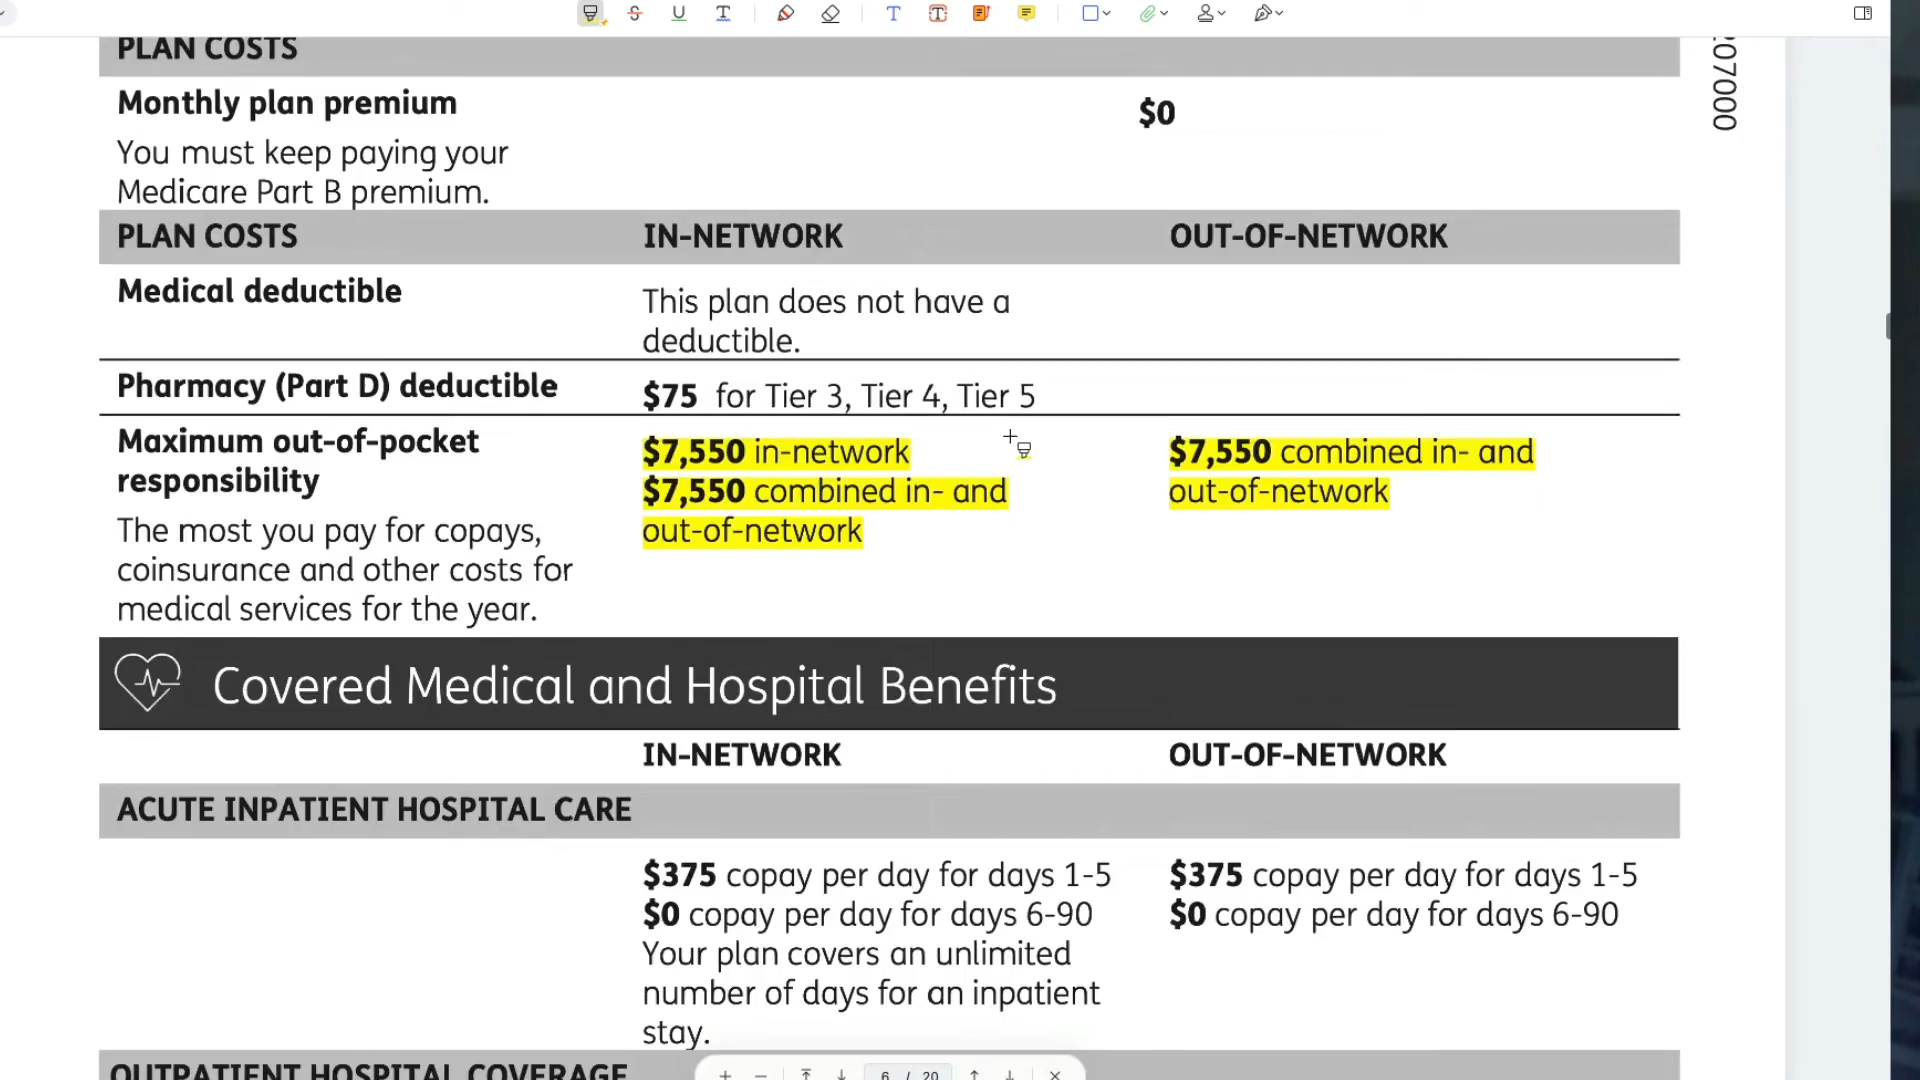 PLAN COSTS
Monthly plan premium
$0
You must keep paying your
Medicare Part B premium.
PLAN COSTS IN-NETWORK OUT-OF-NETWORK
Medical deductible
This plan does not have a
deductible.
Pharmacy (Part D) deductible
$75 for Tier 3, Tier 4, Tier 5
Maximum out-of-pocket
responsibility
The most you pay for copays,
coinsurance and other costs for
medical services for the year.
$7,550 in-network
$7,550 combined in- and
out-of-network
$7,550 combined in- and
out-of-network
Covered Medical and Hospital Benefits
IN-NETWORK OUT-OF-NETWORK
ACUTE INPATIENT HOSPITAL CARE
$375 copay per day for days 1-5
$0 copay per day for days 6-90
Your plan covers an unlimited
number of days for an inpatient
stay.
$375 copay per day for days 1-5
$0 copay per day for days 6-90
OUTPATIENT HOSPITAL COVERAGE
6 / 20
207000